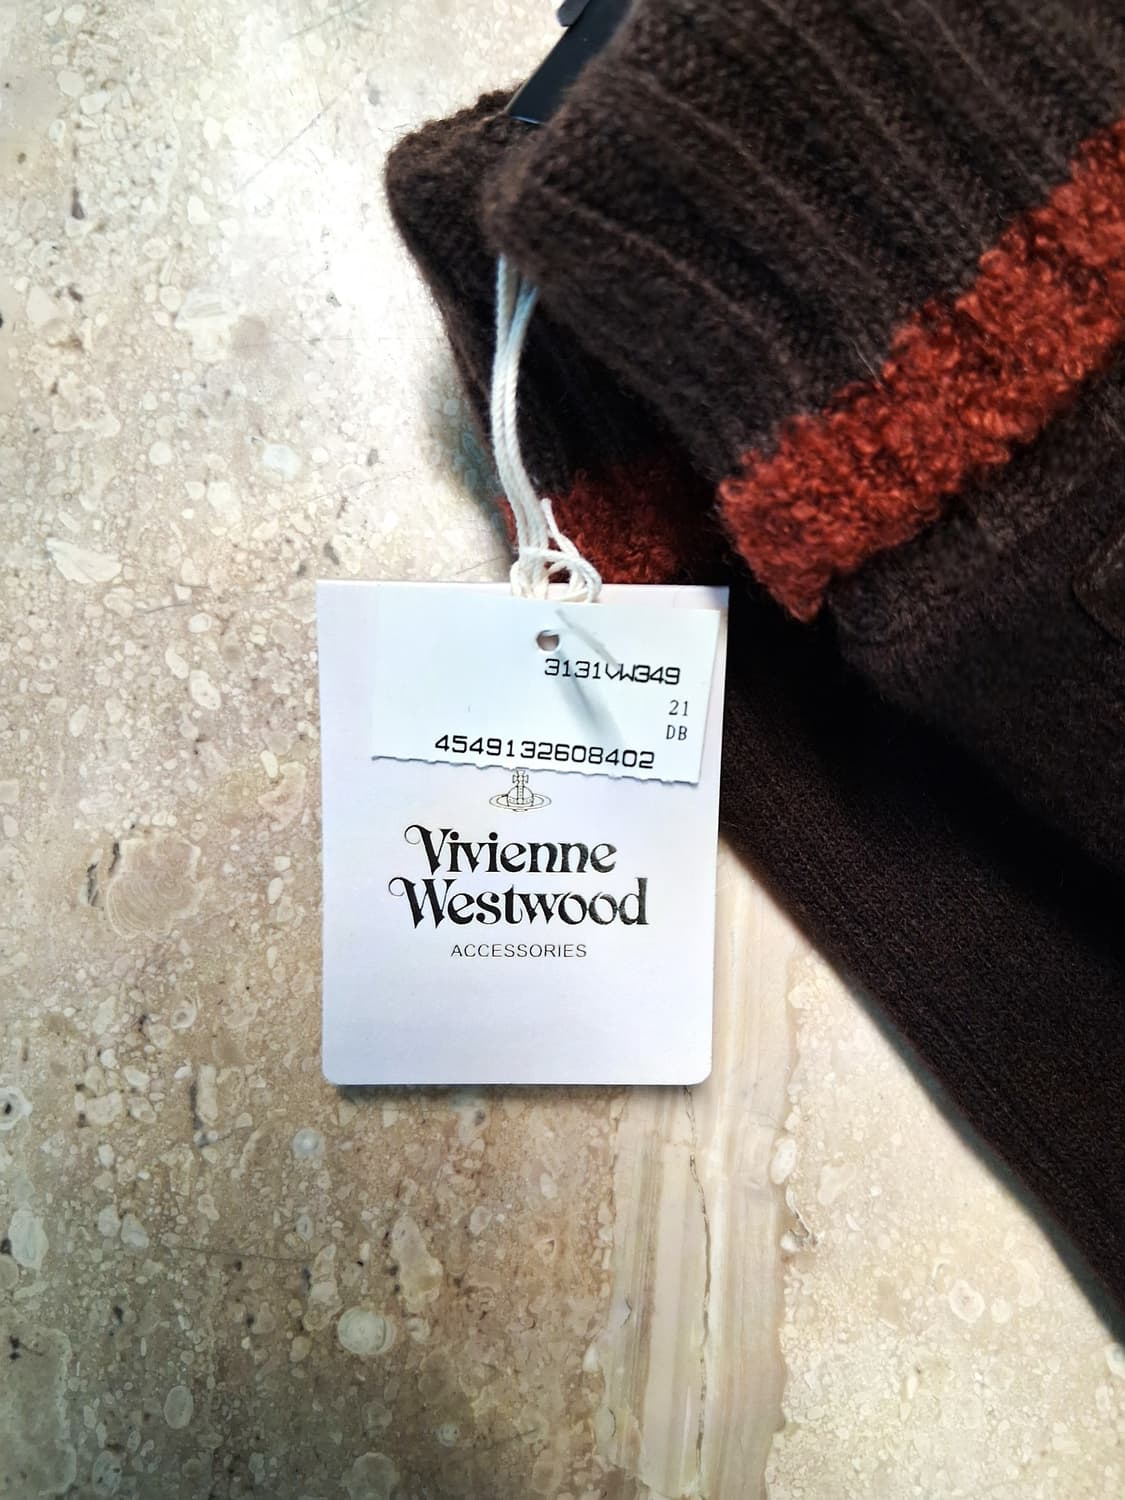 3131VW349
21
DB
4549132608402
Vivienne
Westwood
ACCESSORIES